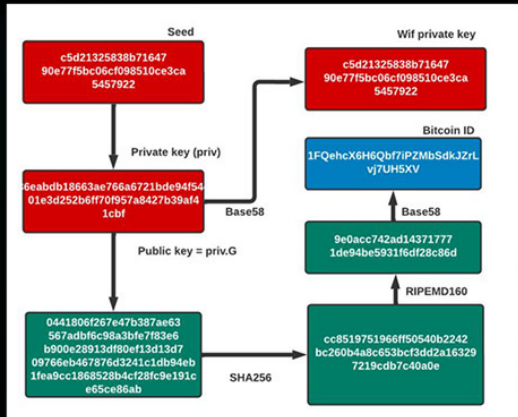 Seed
c5d21325838b71647
90e77f5bc06cf098510ce3ca
5457922
Wif private key
c5d21325838b71647
90e77f5bc06cf098510ce3ca
5457922
Private key (priv)
6eabdb18663ae766a6721bde94f54
01e3d252b6ff70f957a8427b39af4
1cbf
Base58
Bitcoin ID
1FQehcX6H6Qbf7iPZMbSdkJZrL
vj7UH5XV
Base58
9e0acc742ad14371777
1de94be5931f6df28c86d
RIPEMD160
Public key = priv.G
0441806f267e47b387ae63
567adbf6c98a3bfe7f83e6
b900e28913df80ef13d13d7
09766eb467876d3241c1db94eb
1fea9cc1868528b4cf28fc9e191c
e65ce86ab
SHA256
cc8519751966ff50540b2242
bc260b4a8c653bcf3dd2a16329
7219cdb7c40a0e